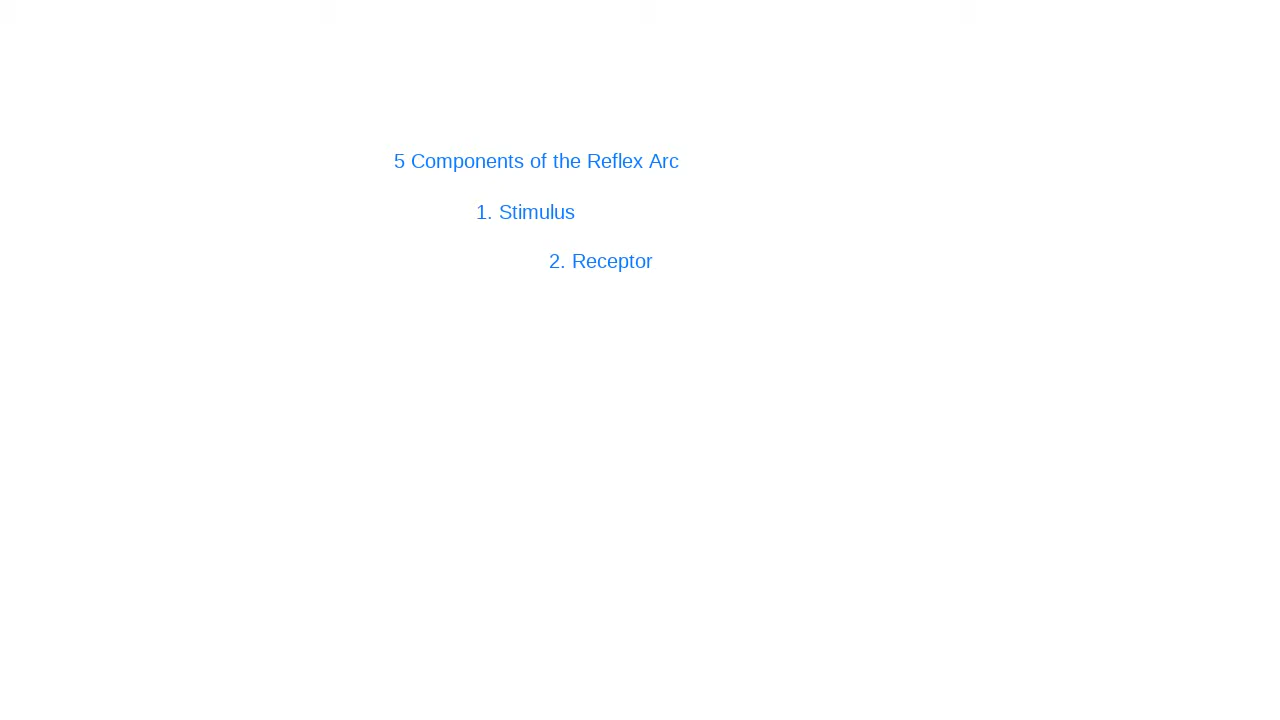 5 Components of the Reflex Arc
1. Stimulus
2. Receptor